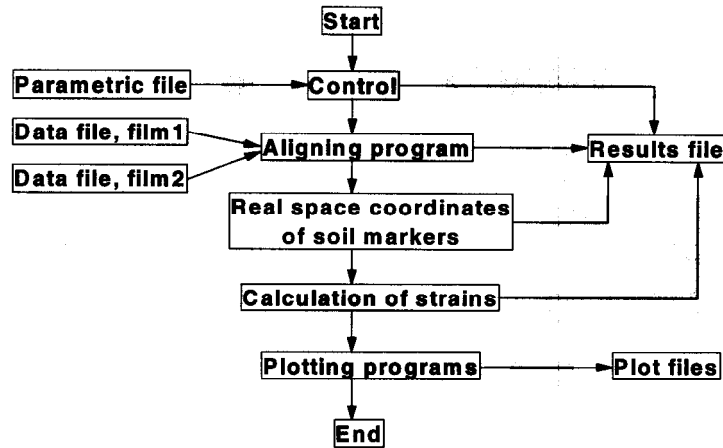 Start
Parametric file
Control
Data file, film1
Aligning program
Results file
Data file, film2
Real space coordinates
of soil markers
Calculation of strains
Plotting programs
Plot files
End